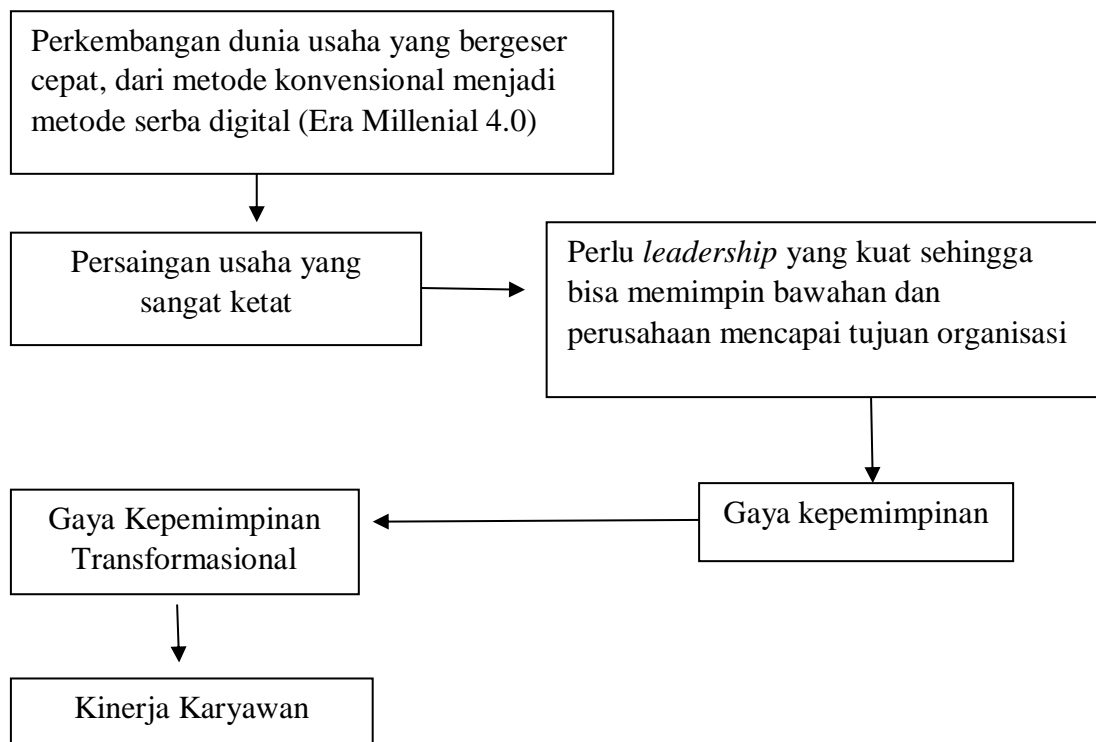 Perkembangan dunia usaha yang bergeser
cepat, dari metode konvensional menjadi
metode serba digital (Era Millenial 4.0)
Persaingan usaha yang
sangat ketat
Perlu leadership yang kuat sehingga
bisa memimpin bawahan dan
perusahaan mencapai tujuan organisasi
Gaya kepemimpinan
Gaya Kepemimpinan
Transformasional
Kinerja Karyawan